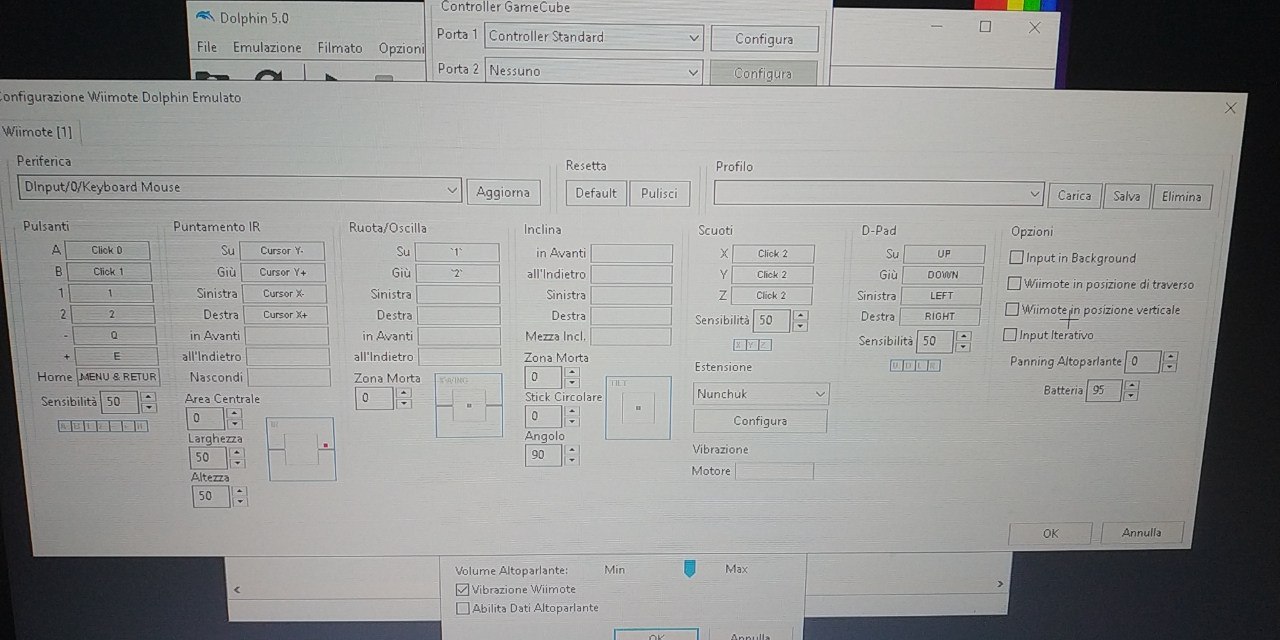 Controller GameCube
Dolphin 5.0
Porta 1 Controller Standard Configura
File Emulazione Filmato Opzioni
Porta 2 Nessuno Configura
Configurazione Wiimote Dolphin Emulato
Wiimote [1]
Periferica Resetta Profilo
DInput/0/Keyboard Mouse Aggiorna Default Pulisci Carica Salva Elimina
Pulsanti
A Click 0
B Click 1
1 1
2 2
- Q
+ E
Home MENU & RETUR
Sensibilità 50
Puntamento IR
Su Cursor Y-
Giù Cursor Y+
Sinistra Cursor X-
Destra Cursor X+
in Avanti
all'Indietro
Nascondi
Area Centrale
0
Larghezza
50
Altezza
50
Ruota/Oscilla
Su `1`
Giù `2`
Sinistra
Destra
in Avanti
all'Indietro
Zona Morta
0
SWING
Inclina
in Avanti
all'Indietro
Sinistra
Destra
Mezza Incl.
Zona Morta
0
Stick Circolare
0
Angolo
90
TILT
Scuoti
X Click 2
Y Click 2
Z Click 2
Sensibilità 50
X Y Z
Estensione
Nunchuk
Configura
Vibrazione
Motore
D-Pad
Su UP
Giù DOWN
Sinistra LEFT
Destra RIGHT
Sensibilità 50
U D L R
Opzioni
Input in Background
Wiimote in posizione di traverso
Wiimote in posizione verticale
Input Iterativo
Panning Altoparlante 0
Batteria 95
OK Annulla
Volume Altoparlante: Min Max
Vibrazione Wiimote
Abilita Dati Altoparlante
OK Annulla